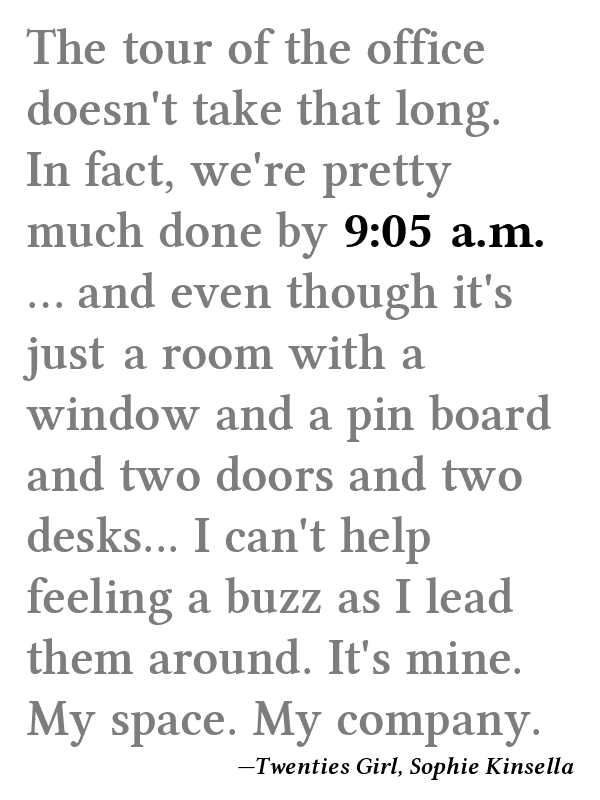 The tour of the office
doesn't take that long.
In fact, we're pretty
much done by 9:05 a.m.
... and even though it's
just a room with a
window and a pin board
and two doors and two
desks... I can't help
feeling a buzz as I lead
them around. It's mine.
My space. My company.
—Twenties Girl, Sophie Kinsella